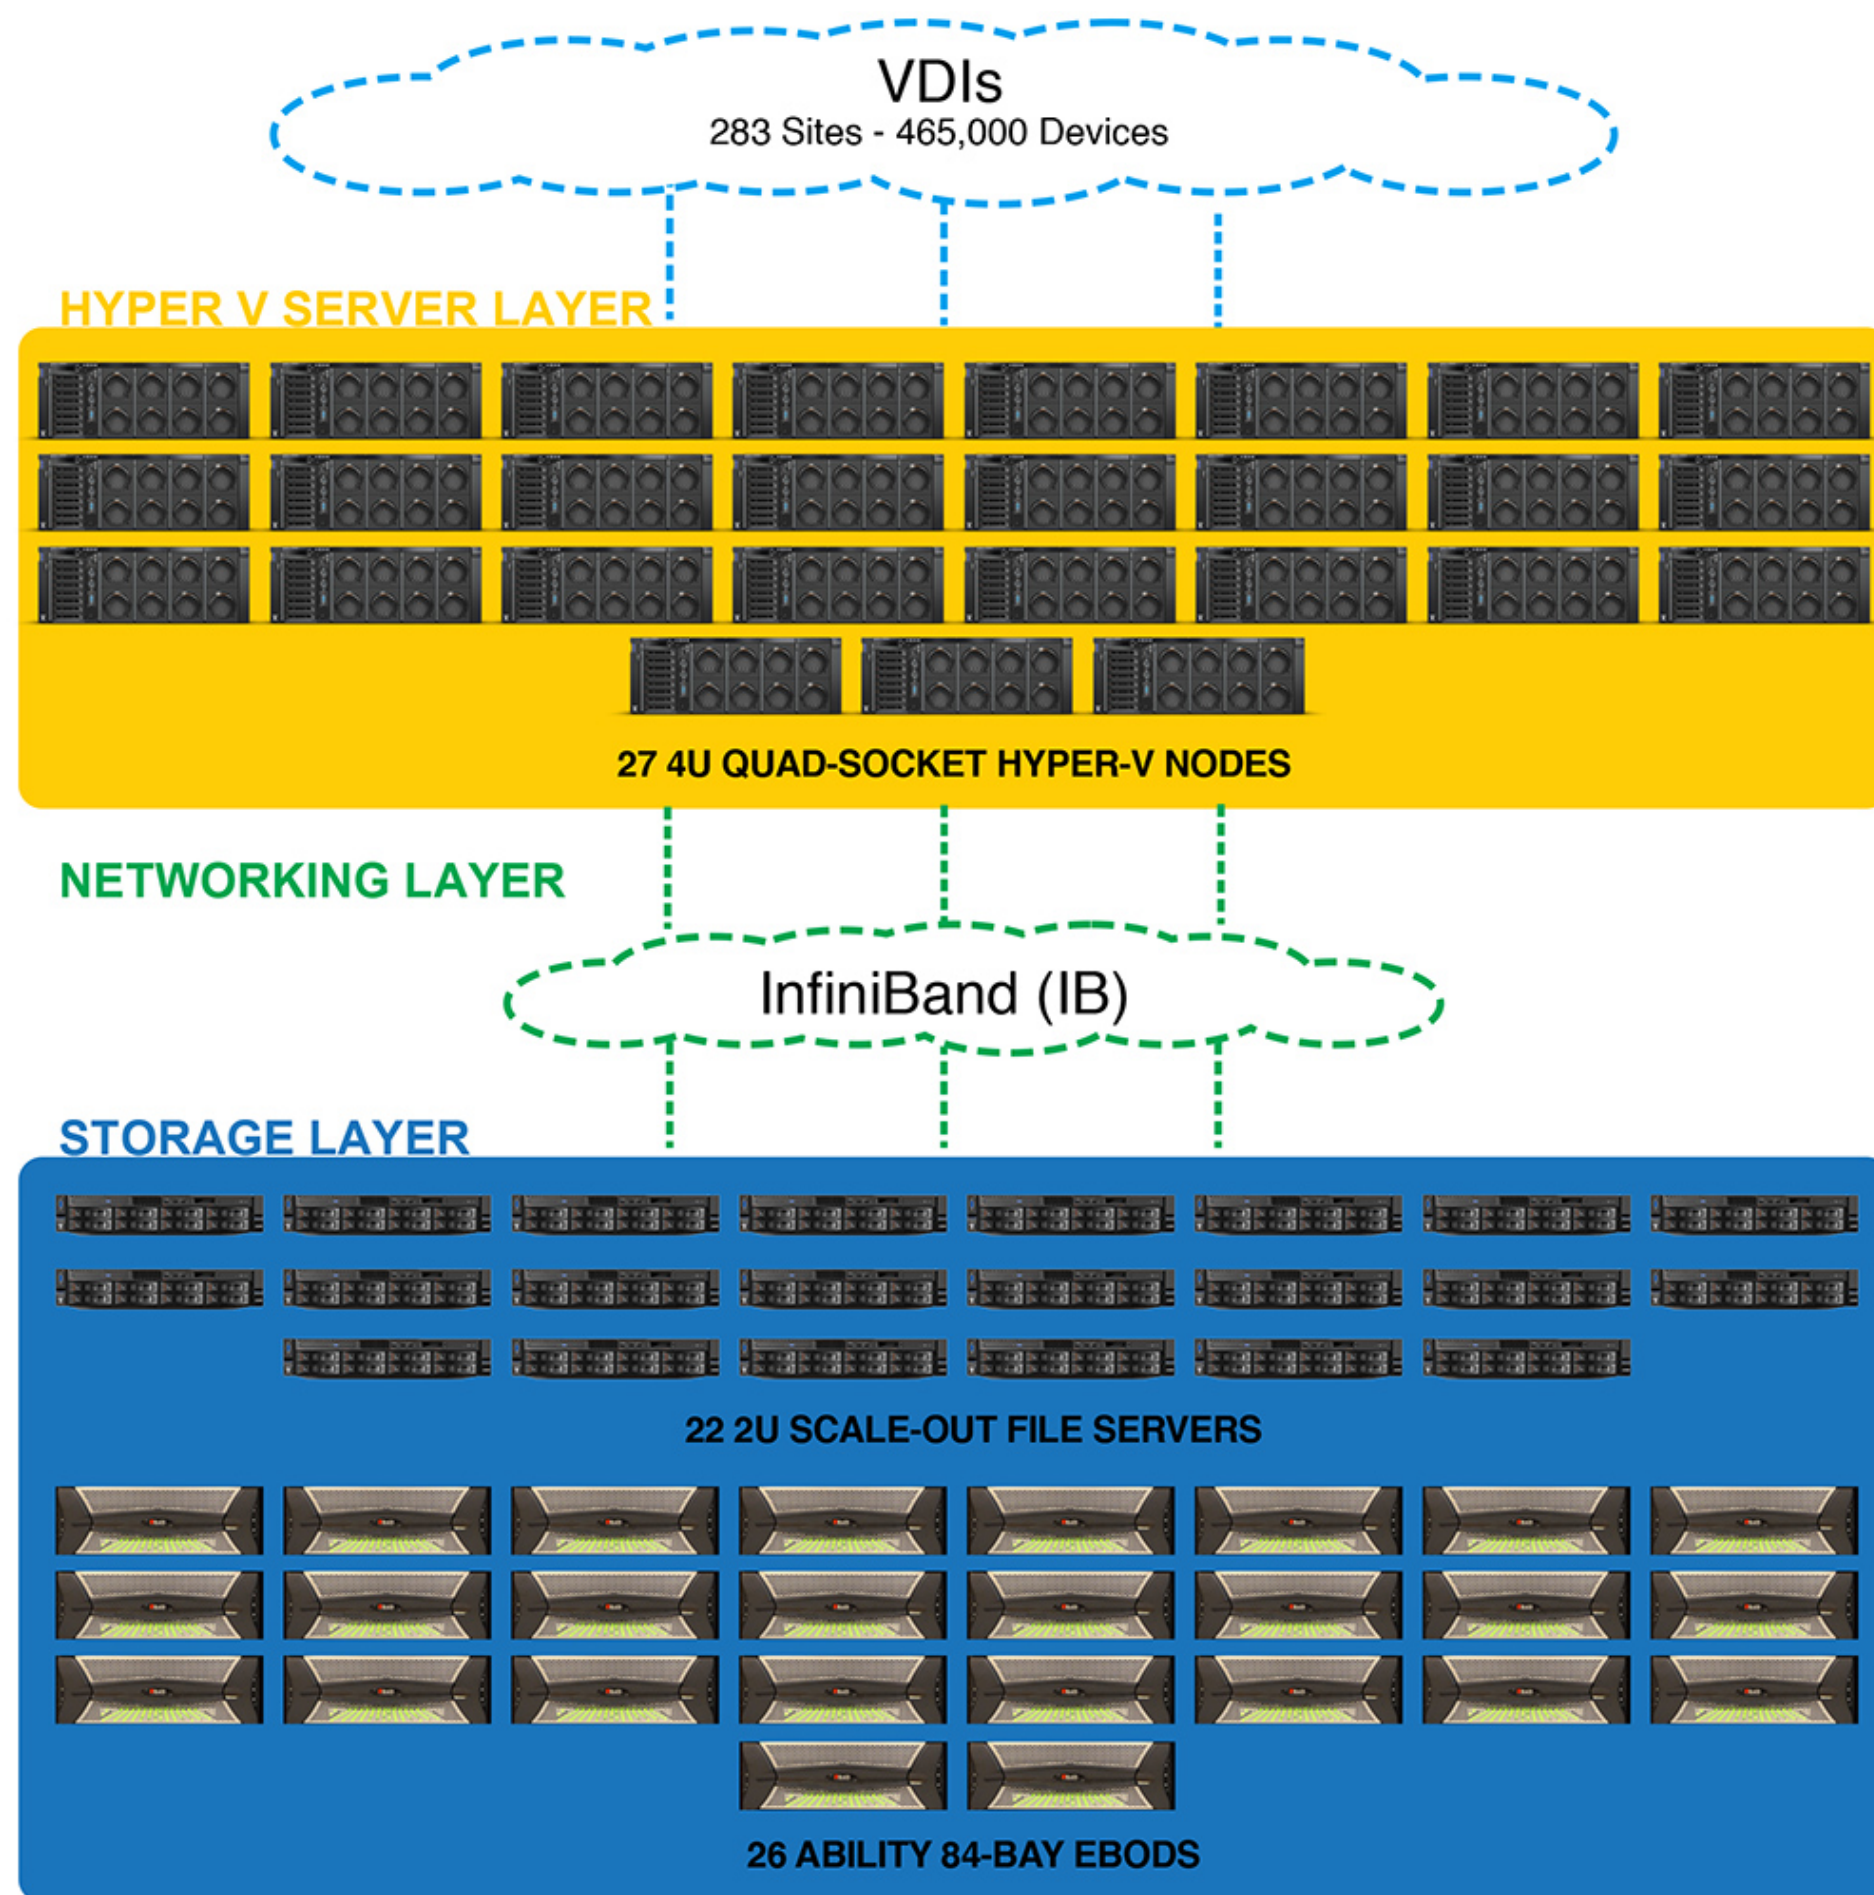 VDIs
283 Sites - 465,000 Devices
HYPER V SERVER LAYER
27 4U QUAD-SOCKET HYPER-V NODES
NETWORKING LAYER
InfiniBand (IB)
STORAGE LAYER
22 2U SCALE-OUT FILE SERVERS
26 ABILITY 84-BAY EBODS